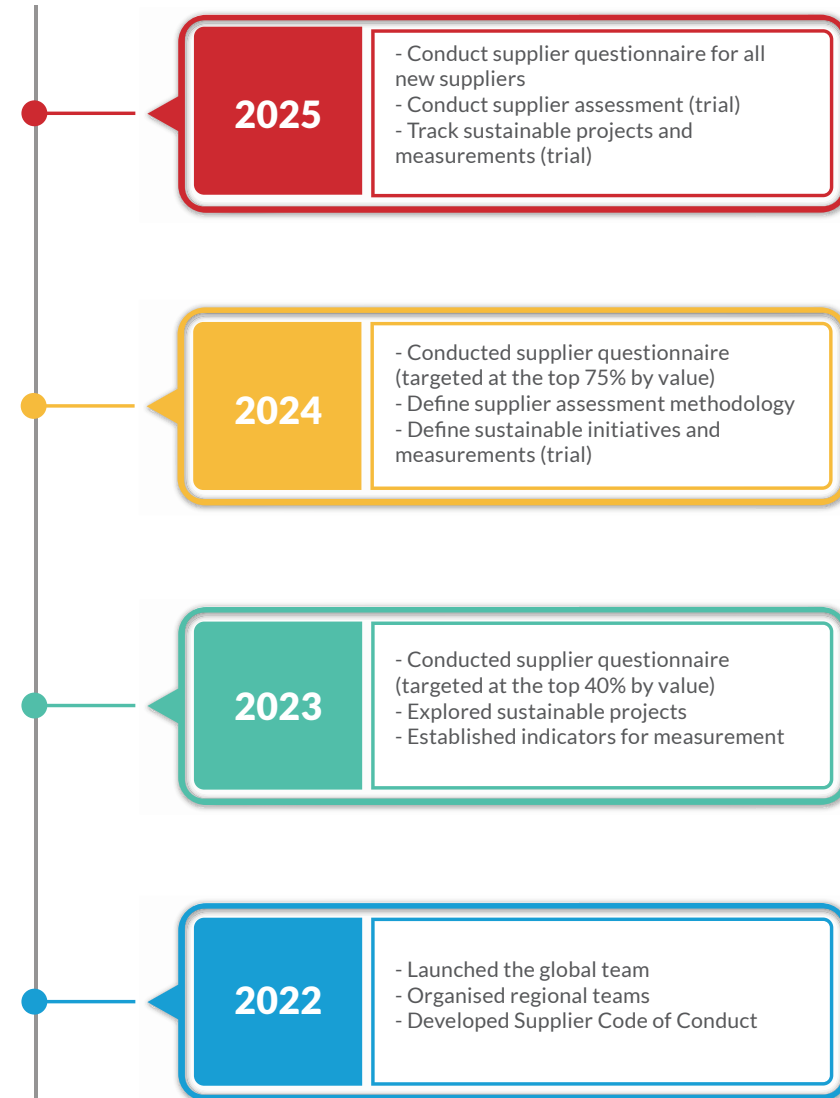 2025
- Conduct supplier questionnaire for all
new suppliers
- Conduct supplier assessment (trial)
- Track sustainable projects and
measurements (trial)
2024
- Conducted supplier questionnaire
(targeted at the top 75% by value)
- Define supplier assessment methodology
- Define sustainable initiatives and
measurements (trial)
2023
- Conducted supplier questionnaire
(targeted at the top 40% by value)
- Explored sustainable projects
- Established indicators for measurement
2022
- Launched the global team
- Organised regional teams
- Developed Supplier Code of Conduct